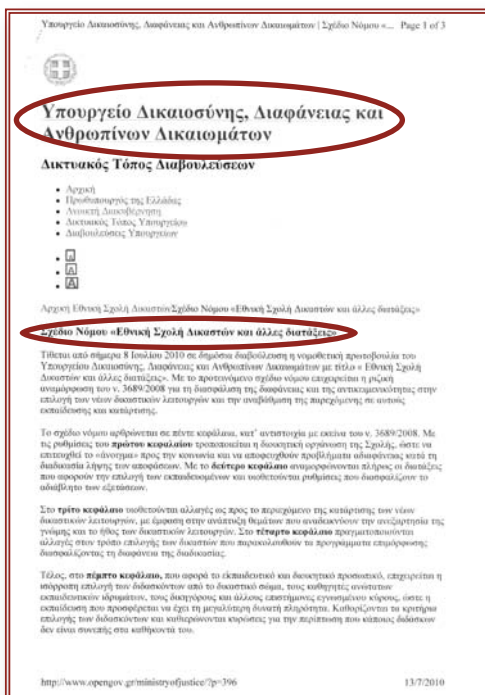 Υπουργείο Δικαιοσύνης, Διαφάνειας και Ανθρωπίνων Δικαιωμάτων | Σχέδιο Νόμου «... Page 1 of 3
Υπουργείο Δικαιοσύνης, Διαφάνειας και
Ανθρωπίνων Δικαιωμάτων
Δικτυακός Τόπος Διαβουλεύσεων
• Αρχική
• Πρωθυπουργός της Ελλάδας
• Ανοικτή Διακυβέρνηση
• Δικτυακός Τόπος Υπουργείου
• Διαβουλεύσεις Υπουργείων
• A
• A
• A
Αρχική Εθνική Σχολή ΔικαστώνΣχέδιο Νόμου «Εθνική Σχολή Δικαστών και άλλες διατάξεις»
Σχέδιο Νόμου «Εθνική Σχολή Δικαστών και άλλες διατάξεις»
Τίθεται από σήμερα 8 Ιουλίου 2010 σε δημόσια διαβούλευση η νομοθετική πρωτοβουλία του
Υπουργείου Δικαιοσύνης, Διαφάνειας και Ανθρωπίνων Δικαιωμάτων με τίτλο « Εθνική Σχολή
Δικαστών και άλλες διατάξεις». Με το προτεινόμενο σχέδιο νόμου επιχειρείται η ριζική
αναμόρφωση του ν. 3689/2008 για τη διασφάλιση της διαφάνειας και της αντικειμενικότητας στην
επιλογή των νέων δικαστικών λειτουργών και την αναβάθμιση της παρεχόμενης σε αυτούς
εκπαίδευσης και κατάρτισης.
Το σχέδιο νόμου αρθρώνεται σε πέντε κεφάλαια, κατ’ αντιστοιχία με εκείνα του ν. 3689/2008. Με
τις ρυθμίσεις του πρώτου κεφαλαίου τροποποιείται η διοικητική οργάνωση της Σχολής, ώστε να
επιτευχθεί το «άνοιγμα» προς την κοινωνία και να αποφευχθούν προβλήματα αδιαφάνειας κατά τη
διαδικασία λήψης των αποφάσεων. Με το δεύτερο κεφάλαιο αναμορφώνονται πλήρως οι διατάξεις
που αφορούν την επιλογή των εκπαιδευομένων και υιοθετούνται ρυθμίσεις που διασφαλίζουν το
αδιάβλητο των εξετάσεων.
Στο τρίτο κεφάλαιο υιοθετούνται αλλαγές ως προς το περιεχόμενο της κατάρτισης των νέων
δικαστικών λειτουργών, με έμφαση στην ανάπτυξη θεμάτων που αναδεικνύουν την ανεξαρτησία της
γνώμης και το ήθος των δικαστικών λειτουργών. Στο τέταρτο κεφάλαιο πραγματοποιούνται
αλλαγές στον τρόπο επιλογής των δικαστών που παρακολουθούν τα προγράμματα επιμόρφωσης
διασφαλίζοντας τη διαφάνεια της διαδικασίας.
Τέλος, στο πέμπτο κεφάλαιο, που αφορά το εκπαιδευτικό και διοικητικό προσωπικό, επιχειρείται η
ισόρροπη επιλογή των διδασκόντων από το δικαστικό σώμα, τους καθηγητές ανώτατων
εκπαιδευτικών ιδρυμάτων, τους δικηγόρους και άλλους επιστήμονες εγνωσμένου κύρους, ώστε η
εκπαίδευση που προσφέρεται να έχει τη μεγαλύτερη δυνατή πληρότητα. Καθορίζονται τα κριτήρια
επιλογής των διδασκόντων και καθιερώνονται κυρώσεις για την περίπτωση που κάποιος διδάσκων
δεν είναι συνεπής στα καθήκοντά του.
http://www.opengov.gr/ministryofjustice/?p=396 13/7/2010